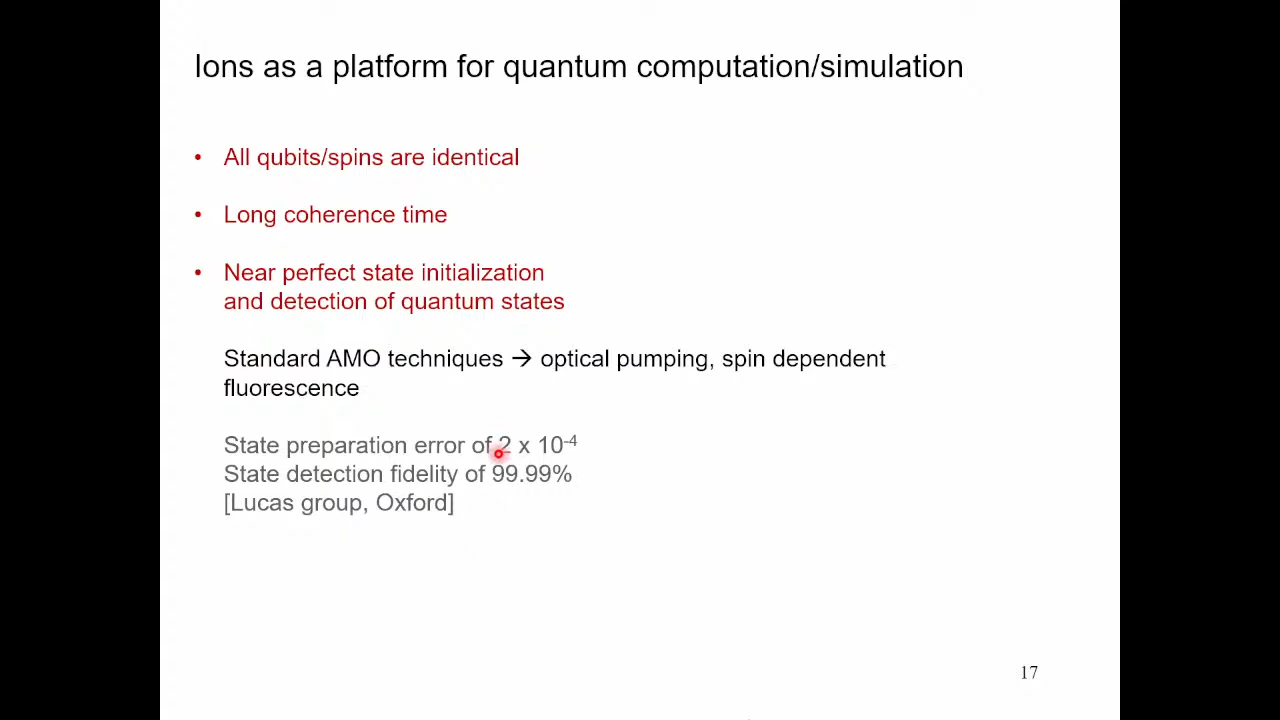 Ions as a platform for quantum computation/simulation
• All qubits/spins are identical
• Long coherence time
• Near perfect state initialization
and detection of quantum states
Standard AMO techniques → optical pumping, spin dependent
fluorescence
State preparation error of 2 x 10⁻⁴
State detection fidelity of 99.99%
[Lucas group, Oxford]
17